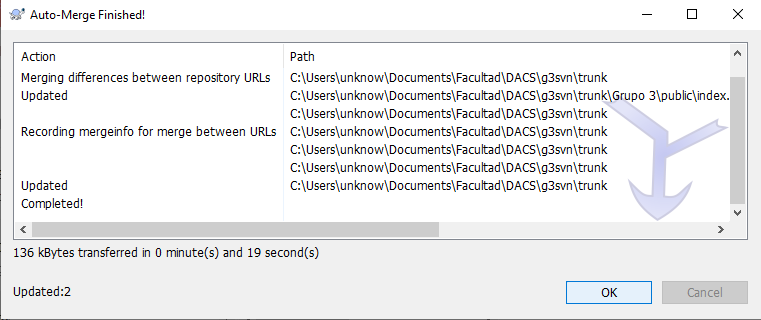 Auto-Merge Finished!
Action Path
Merging differences between repository URLs C:\Users\unknow\Documents\Facultad\DACS\g3svn\trunk
Updated C:\Users\unknow\Documents\Facultad\DACS\g3svn\trunk\Grupo 3\public\index.
C:\Users\unknow\Documents\Facultad\DACS\g3svn\trunk
Recording mergeinfo for merge between URLs C:\Users\unknow\Documents\Facultad\DACS\g3svn\trunk
C:\Users\unknow\Documents\Facultad\DACS\g3svn\trunk
C:\Users\unknow\Documents\Facultad\DACS\g3svn\trunk
Updated C:\Users\unknow\Documents\Facultad\DACS\g3svn\trunk
Completed!
136 kBytes transferred in 0 minute(s) and 19 second(s)
Updated:2 OK Cancel